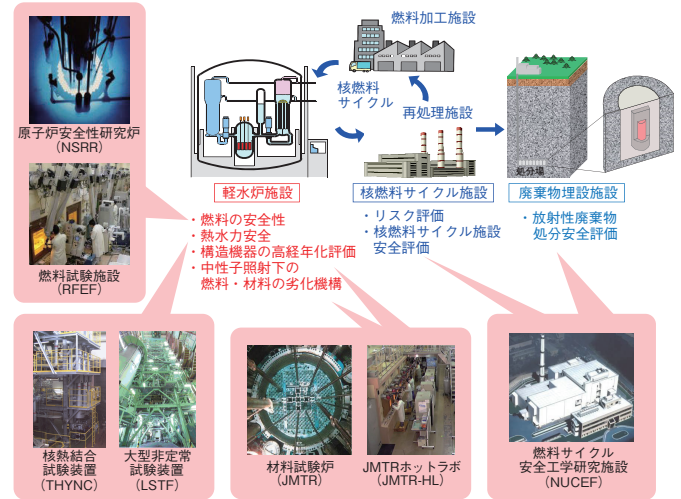 燃料加工施設
核燃料
サイクル
再処理施設
原子炉安全性研究炉
（NSRR）
処分場
軽水炉施設
核燃料サイクル施設
廃棄物埋設施設
・燃料の安全性
・熱水力安全
・構造機器の高経年化評価
・中性子照射下の
燃料・材料の劣化機構
・リスク評価
・核燃料サイクル施設
安全評価
・放射性廃棄物
処分安全評価
燃料試験施設
（RFEF）
核熱結合
試験装置
（THYNC）
大型非定常
試験装置
（LSTF）
材料試験炉
（JMTR）
JMTRホットラボ
（JMTR-HL）
燃料サイクル
安全工学研究施設
（NUCEF）